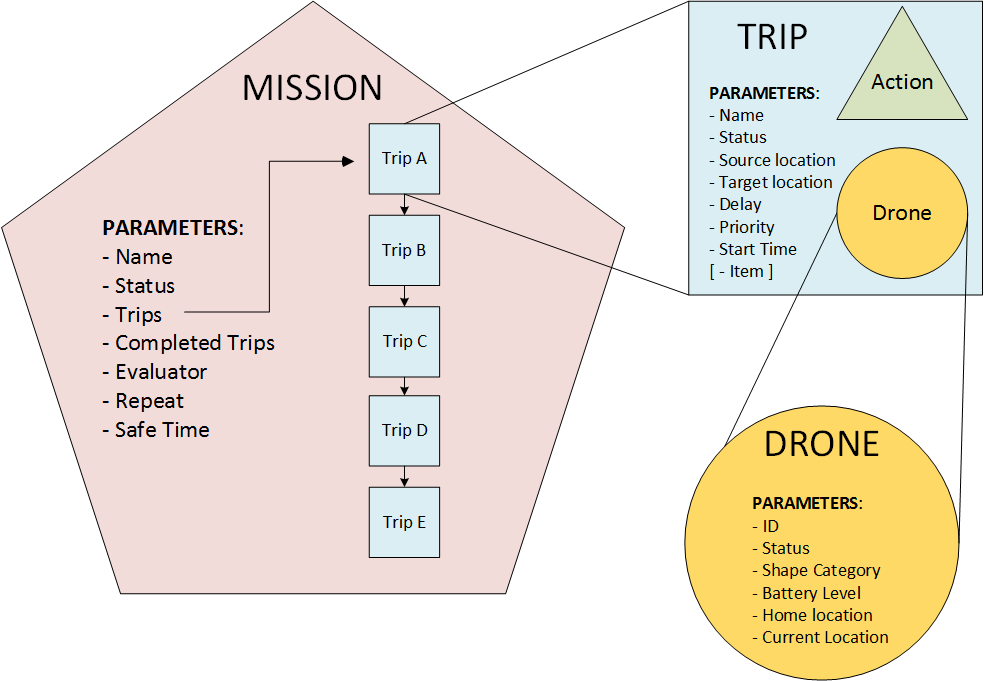 MISSION
PARAMETERS:
- Name
- Status
- Trips
- Completed Trips
- Evaluator
- Repeat
- Safe Time
Trip A
Trip B
Trip C
Trip D
Trip E
TRIP
PARAMETERS:
- Name
- Status
- Source location
- Target location
- Delay
- Priority
- Start Time
[ - Item ]
Action
Drone
DRONE
PARAMETERS:
- ID
- Status
- Shape Category
- Battery Level
- Home location
- Current Location